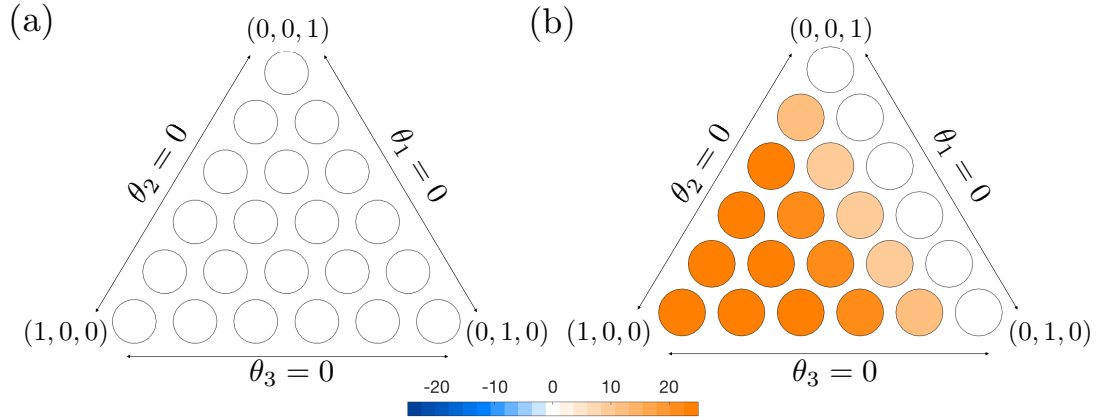 (a)
(0, 0, 1)
θ₂ = 0
θ₁ = 0
(1, 0, 0)
(0, 1, 0)
θ₃ = 0
(b)
(0, 0, 1)
θ₂ = 0
θ₁ = 0
(1, 0, 0)
(0, 1, 0)
θ₃ = 0
-20 -10 0 10 20